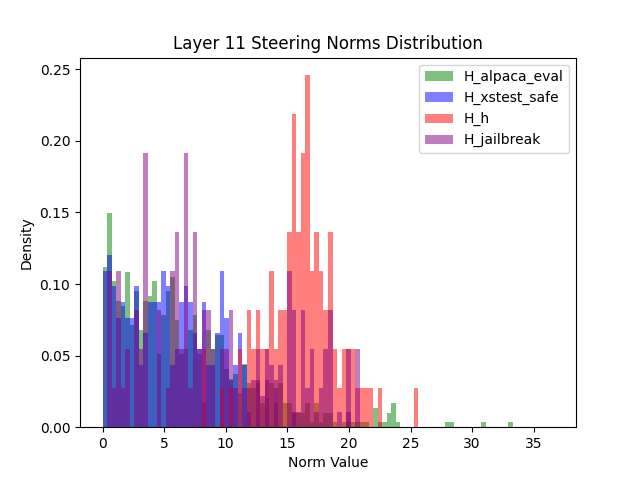 Layer 11 Steering Norms Distribution
H_alpaca_eval
H_xstest_safe
H_h
H_jailbreak
Density
0.25
0.20
0.15
0.10
0.05
0.00
0 5 10 15 20 25 30 35
Norm Value